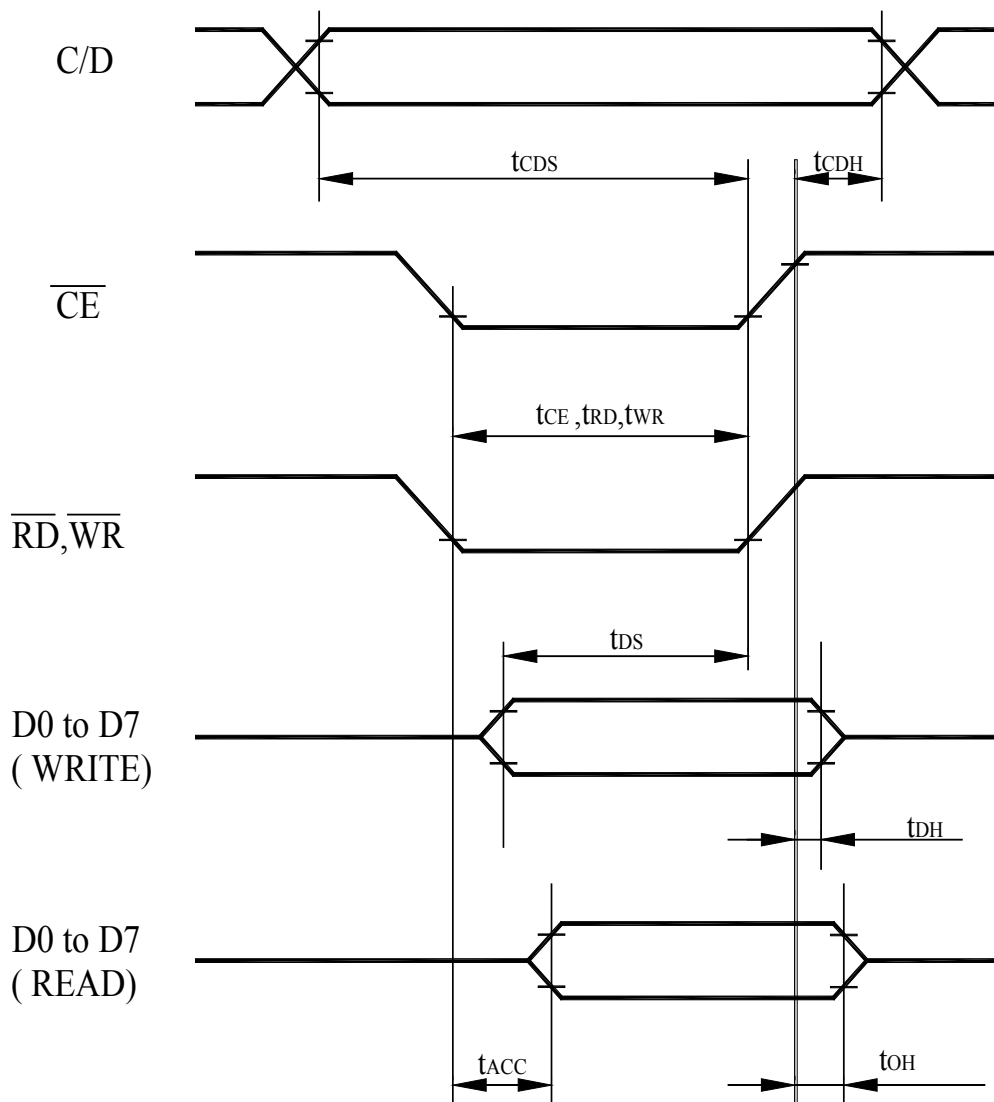 C/D
tCDS
tCDH
CE
tCE ,tRD,tWR
RD,WR
tDS
D0 to D7
( WRITE)
tDH
D0 to D7
( READ)
tACC
tOH